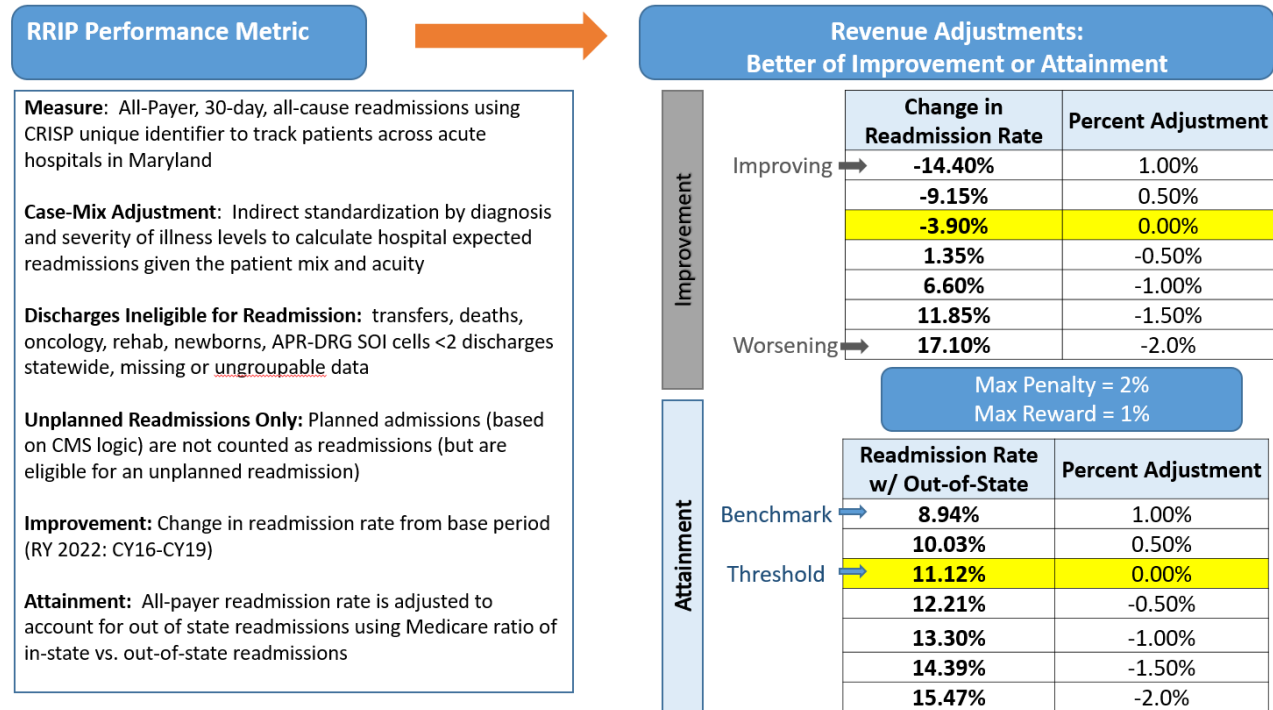 RRIP Performance Metric
Measure: All-Payer, 30-day, all-cause readmissions using
CRISP unique identifier to track patients across acute
hospitals in Maryland
Case-Mix Adjustment: Indirect standardization by diagnosis
and severity of illness levels to calculate hospital expected
readmissions given the patient mix and acuity
Discharges Ineligible for Readmission: transfers, deaths,
oncology, rehab, newborns, APR-DRG SOI cells <2 discharges
statewide, missing or ungroupable data
Unplanned Readmissions Only: Planned admissions (based
on CMS logic) are not counted as readmissions (but are
eligible for an unplanned readmission)
Improvement: Change in readmission rate from base period
(RY 2022: CY16-CY19)
Attainment: All-payer readmission rate is adjusted to
account for out of state readmissions using Medicare ratio of
in-state vs. out-of-state readmissions
Revenue Adjustments:
Better of Improvement or Attainment
Improvement
Change in
Readmission Rate
Percent Adjustment
Improving
-14.40% 1.00%
-9.15% 0.50%
-3.90% 0.00%
1.35% -0.50%
6.60% -1.00%
11.85% -1.50%
Worsening
17.10% -2.0%
Max Penalty = 2%
Max Reward = 1%
Attainment
Readmission Rate
w/ Out-of-State
Percent Adjustment
Benchmark
8.94% 1.00%
10.03% 0.50%
Threshold
11.12% 0.00%
12.21% -0.50%
13.30% -1.00%
14.39% -1.50%
15.47% -2.0%